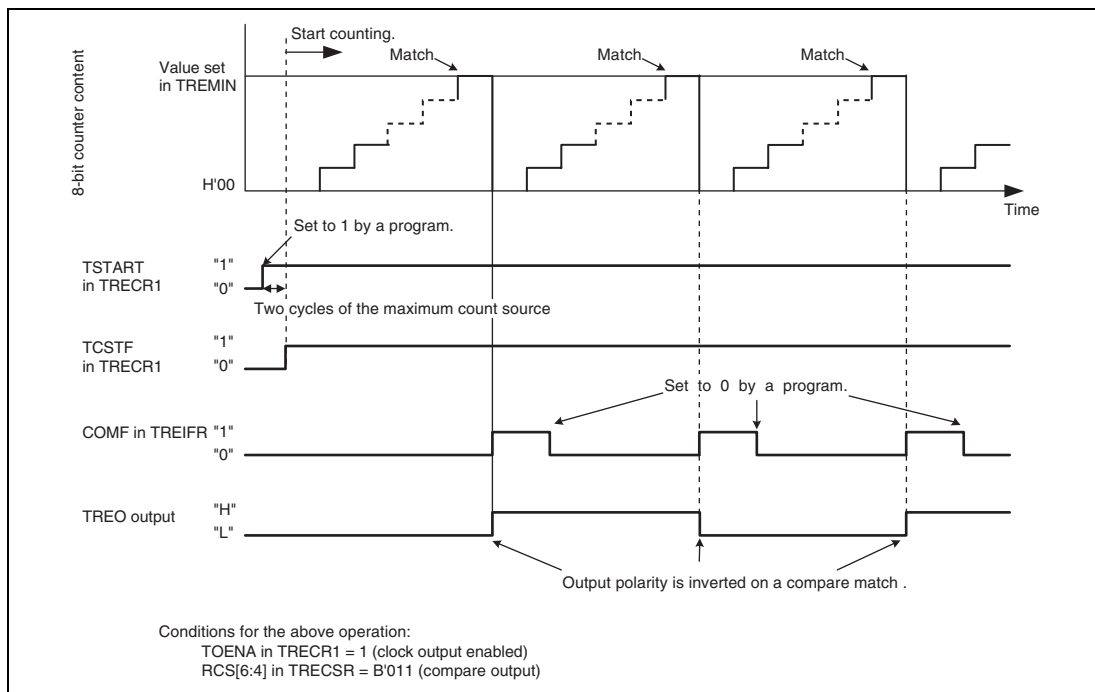 Start counting.
Match
Match
Match
Value set
in TREMIN
8-bit counter content
H'00
Time
Set to 1 by a program.
TSTART
in TRECR1
"1"
"0"
Two cycles of the maximum count source
TCSTF
in TRECR1
"1"
"0"
Set to 0 by a program.
COMF in TREIFR "1"
"0"
TREO output
"H"
"L"
Output polarity is inverted on a compare match .
Conditions for the above operation:
TOENA in TRECR1 = 1 (clock output enabled)
RCS[6:4] in TRECSR = B'011 (compare output)